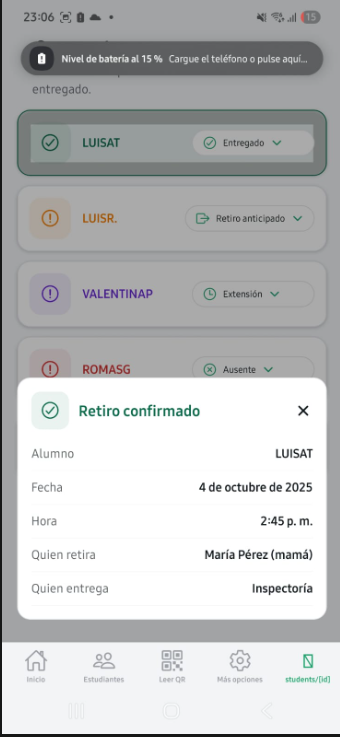 23:06 15
Nivel de batería al 15 % Cargue el teléfono o pulse aquí...
entregado.
LUISAT Entregado
LUISR. Retiro anticipado
VALENTINAP Extensión
ROMASG Ausente
Retiro confirmado
Alumno LUISAT
Fecha 4 de octubre de 2025
Hora 2:45 p. m.
Quien retira María Pérez (mamá)
Quien entrega Inspectoría
Inicio Estudiantes Leer QR Más opciones students/[id]